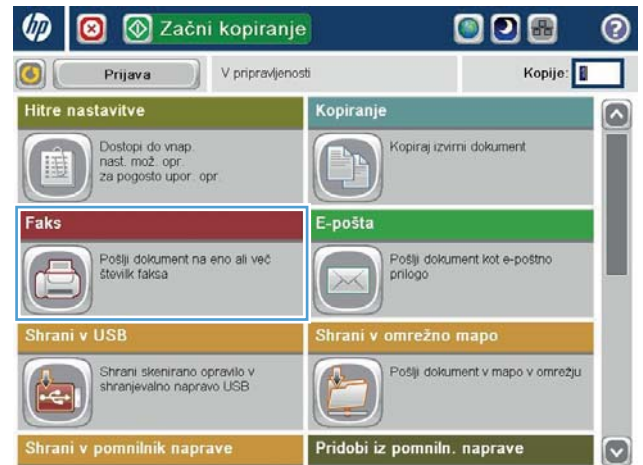 hp
Začni kopiranje
?
Prijava
V pripravljenosti
Kopije:
Hitre nastavitve
Kopiranje
Dostopi do vnap.
nast. mož. opr.
za pogosto upor. opr.
Kopiraj izvirni dokument
Faks
E-pošta
Pošlji dokument na eno ali več
številk faksa
Pošlji dokument kot e-poštno
prilogo
Shrani v USB
Shrani v omrežno mapo
Shrani skenirano opravilo v
shranjevalno napravo USB
Pošlji dokument v mapo v omrežju
Shrani v pomnilnik naprave
Pridobi iz pomniln. naprave